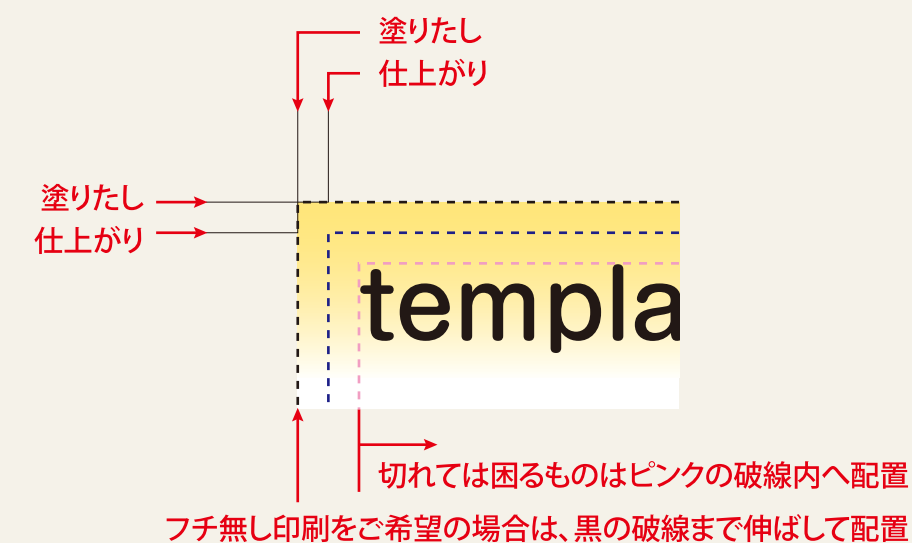 塗りたし
仕上がり
塗りたし
仕上がり
templa
切れては困るものはピンクの破線内へ配置
フチ無し印刷をご希望の場合は、黒の破線まで伸ばして配置